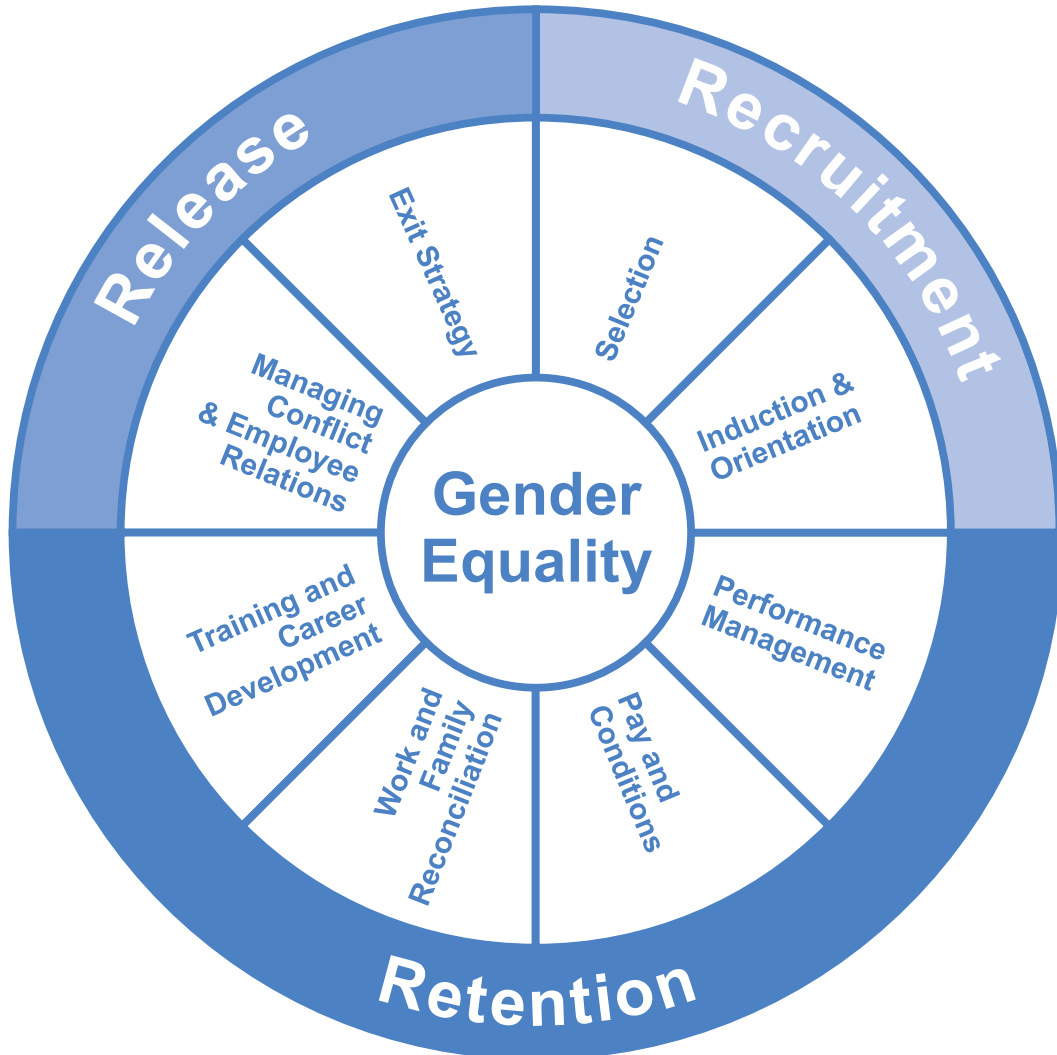 Release
Recruitment
Exit Strategy
Selection
Managing
Conflict
& Employee
Relations
Induction &
Orientation
Gender
Equality
Training and
Career
Development
Performance
Management
Work and
Family
Reconciliation
Pay and
Conditions
Retention